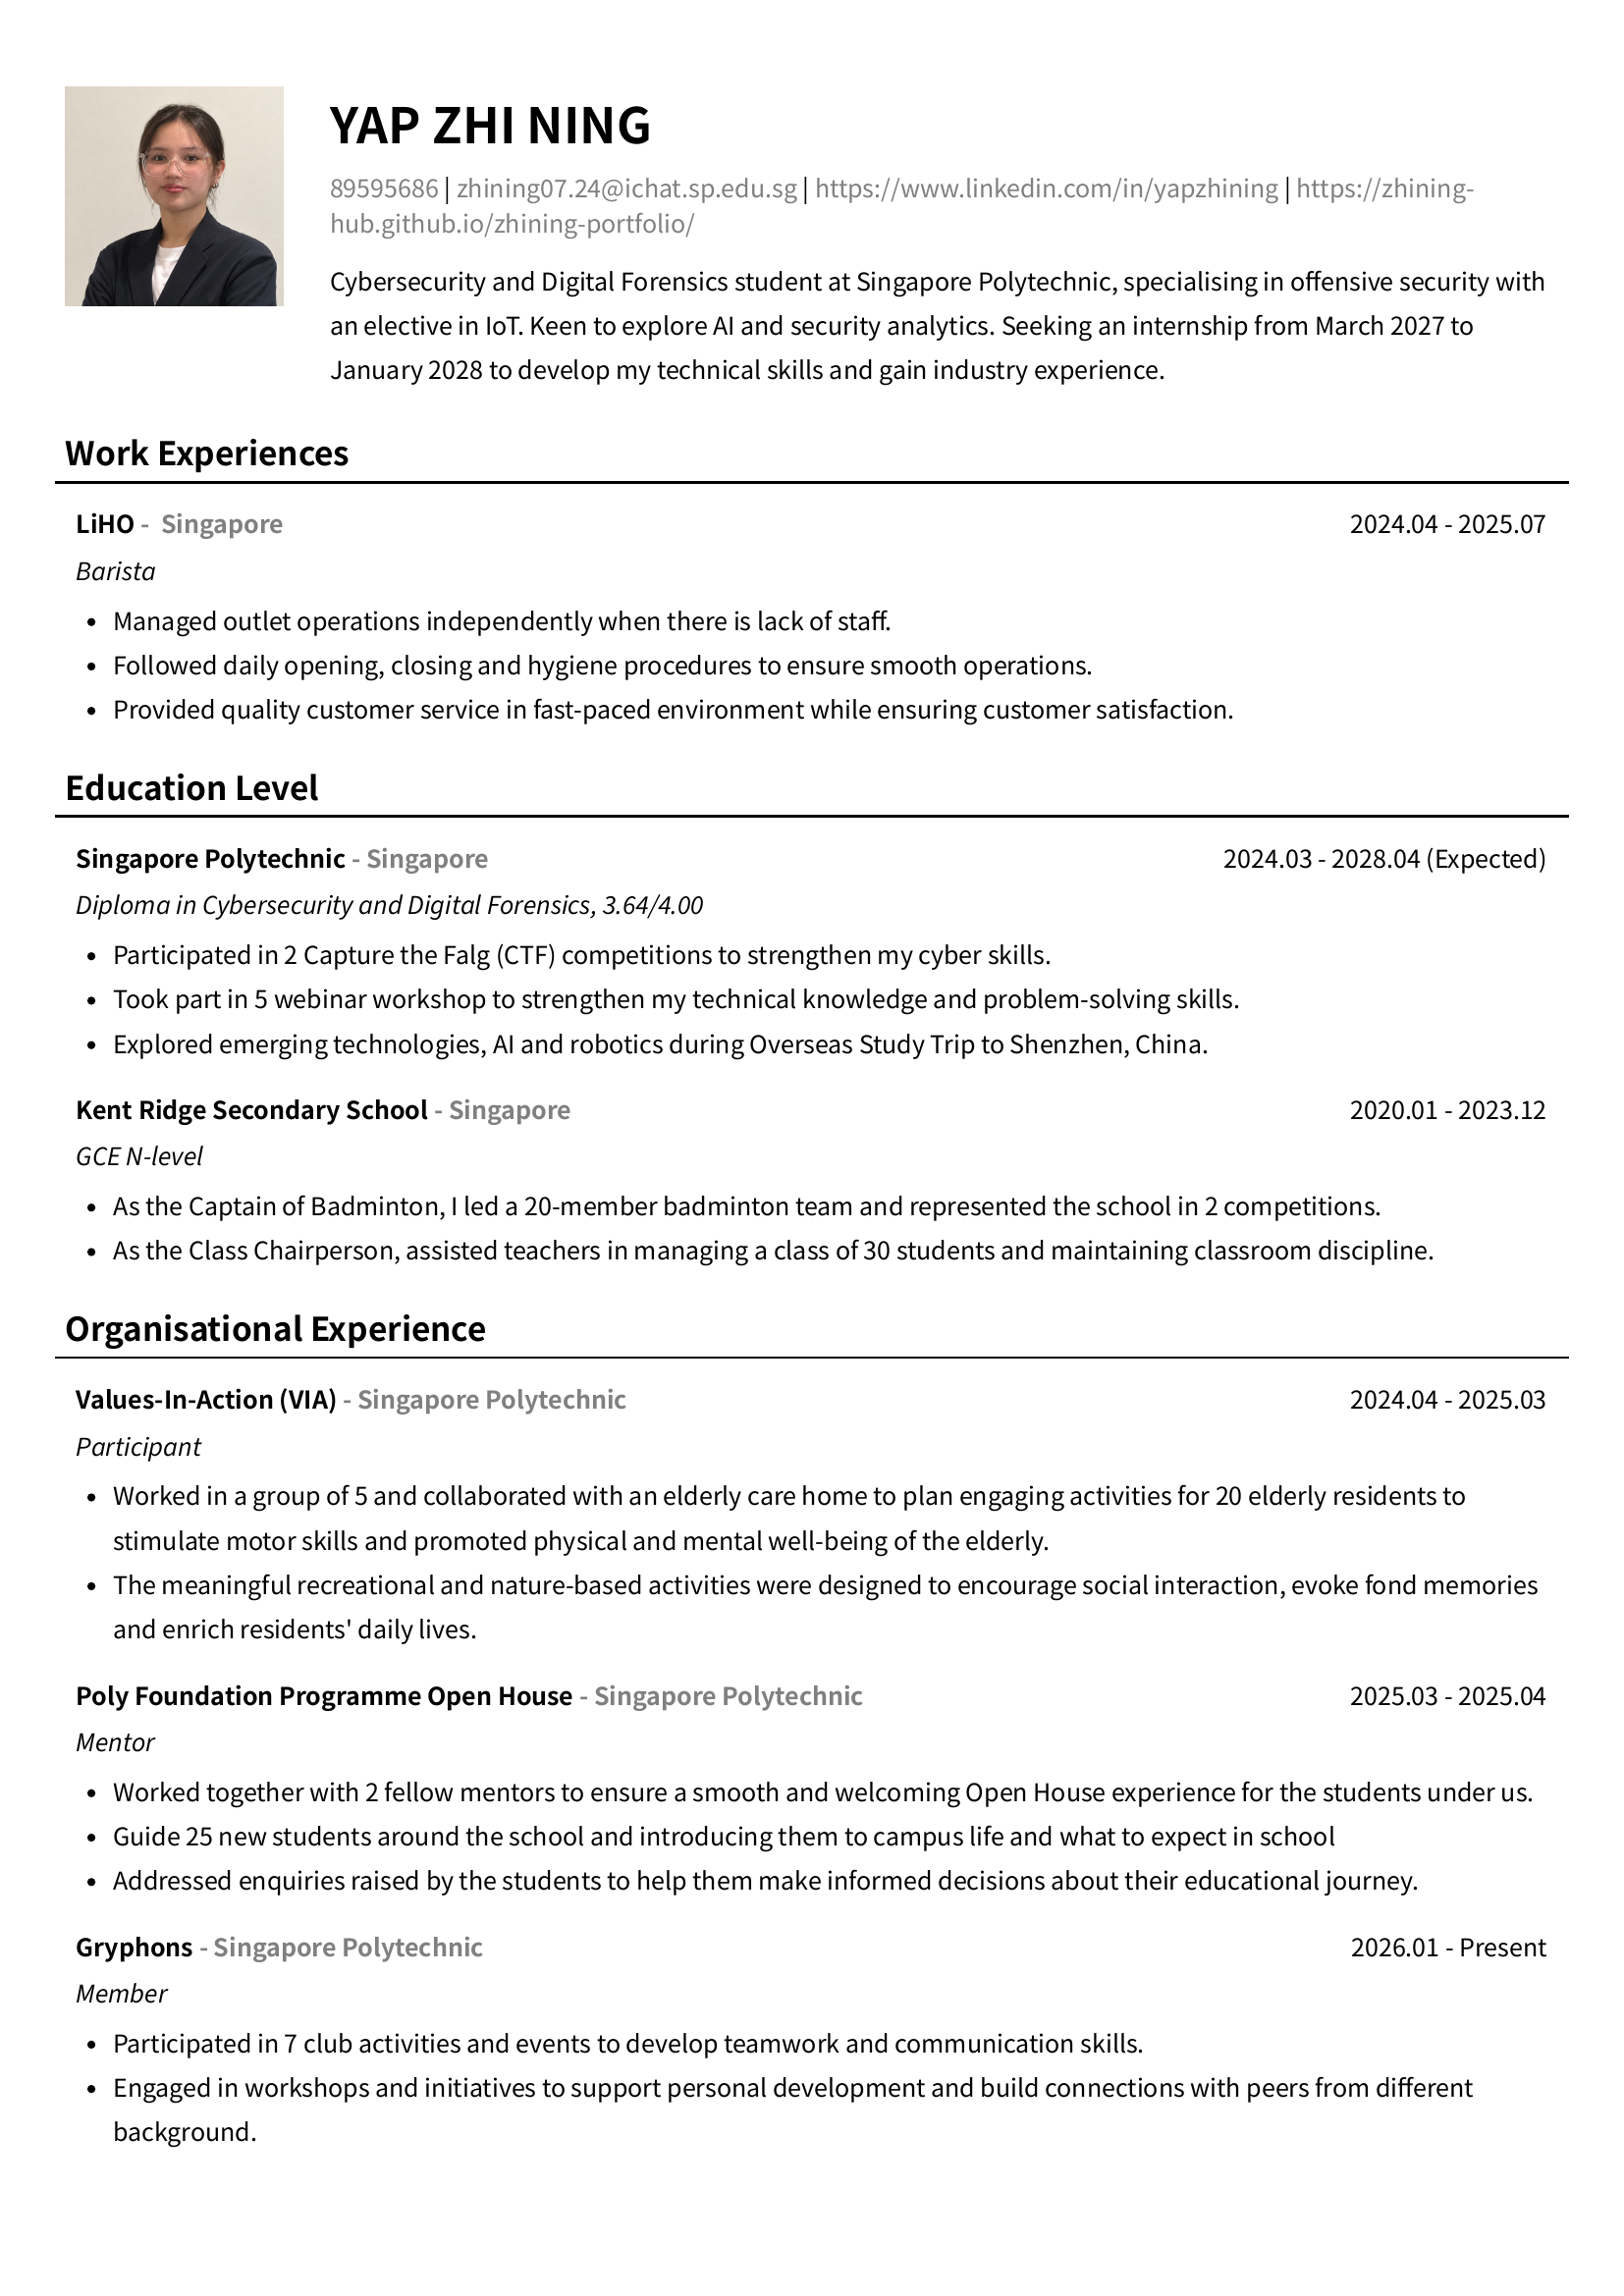 YAP ZHI NING
89595686 | zhining07.24@ichat.sp.edu.sg | https://www.linkedin.com/in/yapzhining | https://zhining-
hub.github.io/zhining-portfolio/
Cybersecurity and Digital Forensics student at Singapore Polytechnic, specialising in offensive security with
an elective in IoT. Keen to explore AI and security analytics. Seeking an internship from March 2027 to
January 2028 to develop my technical skills and gain industry experience.
Work Experiences
LiHO - Singapore 2024.04 - 2025.07
Barista
• Managed outlet operations independently when there is lack of staff.
• Followed daily opening, closing and hygiene procedures to ensure smooth operations.
• Provided quality customer service in fast-paced environment while ensuring customer satisfaction.
Education Level
Singapore Polytechnic - Singapore 2024.03 - 2028.04 (Expected)
Diploma in Cybersecurity and Digital Forensics, 3.64/4.00
• Participated in 2 Capture the Falg (CTF) competitions to strengthen my cyber skills.
• Took part in 5 webinar workshop to strengthen my technical knowledge and problem-solving skills.
• Explored emerging technologies, AI and robotics during Overseas Study Trip to Shenzhen, China.
Kent Ridge Secondary School - Singapore 2020.01 - 2023.12
GCE N-level
• As the Captain of Badminton, I led a 20-member badminton team and represented the school in 2 competitions.
• As the Class Chairperson, assisted teachers in managing a class of 30 students and maintaining classroom discipline.
Organisational Experience
Values-In-Action (VIA) - Singapore Polytechnic 2024.04 - 2025.03
Participant
• Worked in a group of 5 and collaborated with an elderly care home to plan engaging activities for 20 elderly residents to
stimulate motor skills and promoted physical and mental well-being of the elderly.
• The meaningful recreational and nature-based activities were designed to encourage social interaction, evoke fond memories
and enrich residents' daily lives.
Poly Foundation Programme Open House - Singapore Polytechnic 2025.03 - 2025.04
Mentor
• Worked together with 2 fellow mentors to ensure a smooth and welcoming Open House experience for the students under us.
• Guide 25 new students around the school and introducing them to campus life and what to expect in school
• Addressed enquiries raised by the students to help them make informed decisions about their educational journey.
Gryphons - Singapore Polytechnic 2026.01 - Present
Member
• Participated in 7 club activities and events to develop teamwork and communication skills.
• Engaged in workshops and initiatives to support personal development and build connections with peers from different
background.